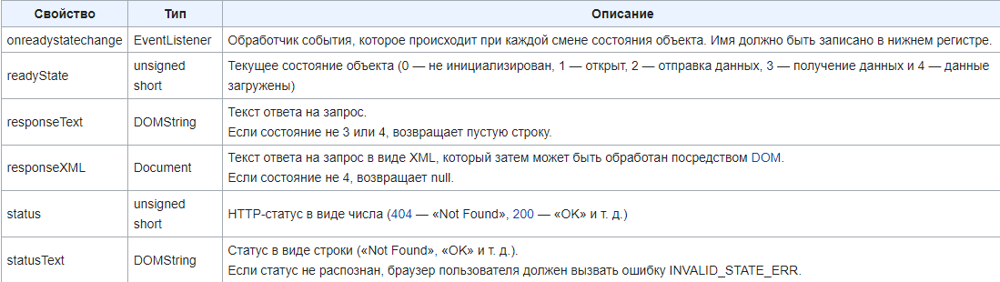 Свойство Тип Описание
onreadystatechange EventListener Обработчик события, которое происходит при каждой смене состояния объекта. Имя должно быть записано в нижнем регистре.
readyState unsigned short Текущее состояние объекта (0 — не инициализирован, 1 — открыт, 2 — отправка данных, 3 — получение данных и 4 — данные
загружены)
responseText DOMString Текст ответа на запрос.
Если состояние не 3 или 4, возвращает пустую строку.
responseXML Document Текст ответа на запрос в виде XML, который затем может быть обработан посредством DOM.
Если состояние не 4, возвращает null.
status unsigned short HTTP-статус в виде числа (404 — «Not Found», 200 — «OK» и т. д.)
statusText DOMString Статус в виде строки («Not Found», «OK» и т. д.).
Если статус не распознан, браузер пользователя должен вызвать ошибку INVALID_STATE_ERR.